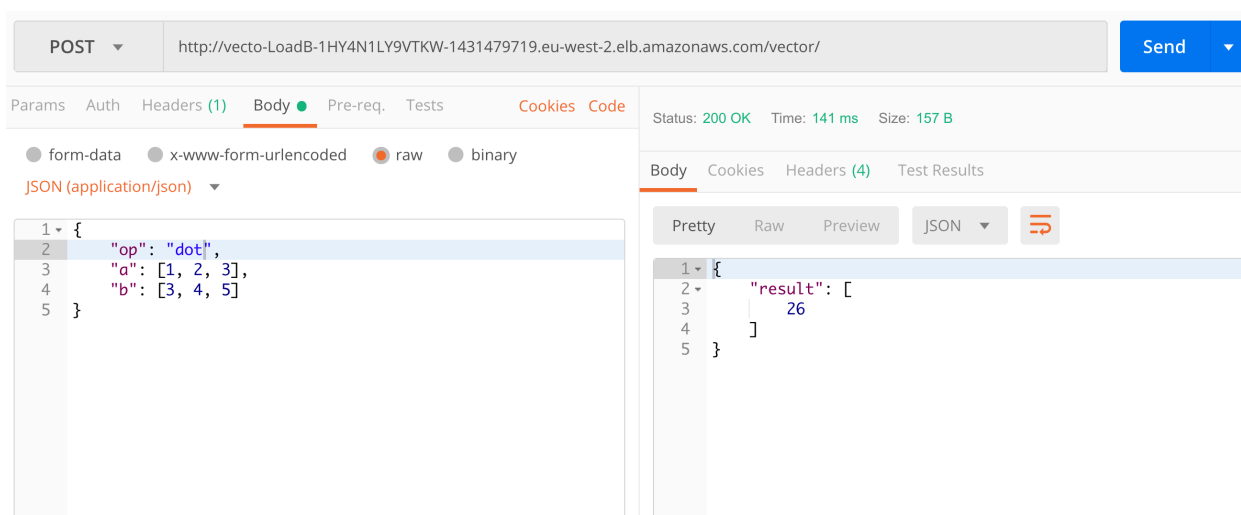 POST http://vecto-LoadB-1HY4N1LY9VTKW-1431479719.eu-west-2.elb.amazonaws.com/vector/ Send
Params Auth Headers (1) Body Pre-req. Tests Cookies Code
form-data x-www-form-urlencoded raw binary
JSON (application/json)
1 {
2 "op": "dot",
3 "a": [1, 2, 3],
4 "b": [3, 4, 5]
5 }
Status: 200 OK Time: 141 ms Size: 157 B
Body Cookies Headers (4) Test Results
Pretty Raw Preview JSON
1 {
2 "result": [
3 26
4 ]
5 }